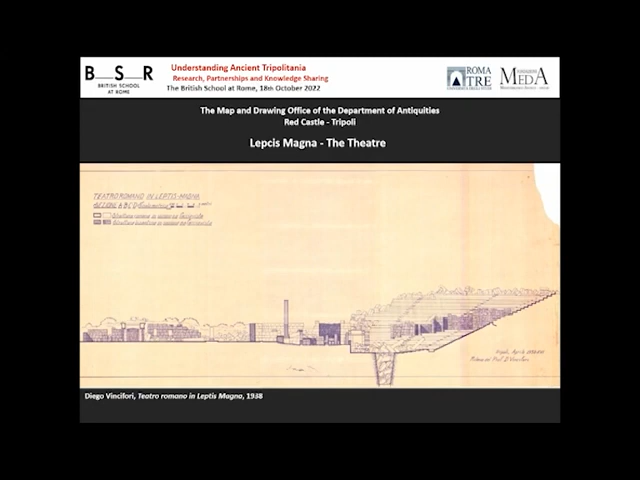 B S R
BRITISH SCHOOL
AT ROME
Understanding Ancient Tripolitania
Research, Partnerships and Knowledge Sharing
The British School at Rome, 18th October 2022
ROMA
TRE
MEDA
The Map and Drawing Office of the Department of Antiquities
Red Castle - Tripoli
Lepcis Magna - The Theatre
TEATRO ROMANO IN LEPTIS MAGNA
Diego Vincifori, Teatro romano in Leptis Magna, 1938